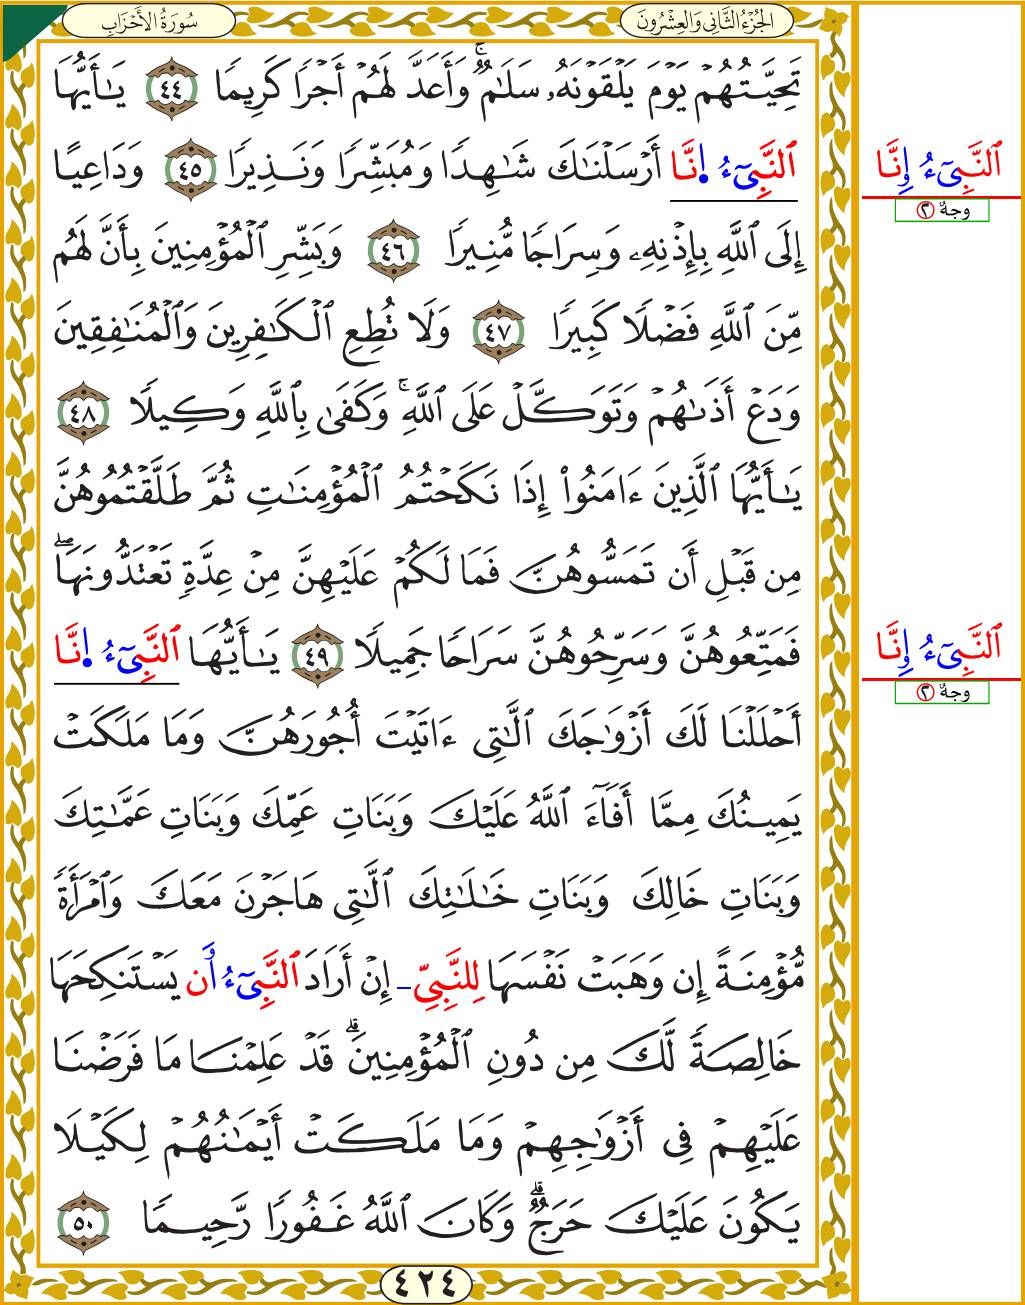 الجُزْءُ الثَّانِي وَالعِشْرُونَ
سُورَةُ الأَحْزَابِ
تَحِيَّتُهُمْ يَوْمَ يَلْقَوْنَهُۥ سَلَٰمٌۚ وَأَعَدَّ لَهُمْ أَجْرًا كَرِيمًا ٤٤ يَٰٓأَيُّهَا
ٱلنَّبِىٓءُ اِ۪نَّا أَرْسَلْنَٰكَ شَٰهِدًا وَمُبَشِّرًا وَنَذِيرًا ٤٥ وَدَاعِيًا
إِلَى ٱللَّهِ بِإِذْنِهِۦ وَسِرَاجًا مُّنِيرًا ٤٦ وَبَشِّرِ ٱلْمُؤْمِنِينَ بِأَنَّ لَهُم
مِّنَ ٱللَّهِ فَضْلًا كَبِيرًا ٤٧ وَلَا تُطِعِ ٱلْكَٰفِرِينَ وَٱلْمُنَٰفِقِينَ
وَدَعْ أَذَىٰهُمْ وَتَوَكَّلْ عَلَى ٱللَّهِۚ وَكَفَىٰ بِٱللَّهِ وَكِيلًا ٤٨
يَٰٓأَيُّهَا ٱلَّذِينَ ءَامَنُوٓا۟ إِذَا نَكَحْتُمُ ٱلْمُؤْمِنَٰتِ ثُمَّ طَلَّقْتُمُوهُنَّ
مِن قَبْلِ أَن تَمَسُّوهُنَّ فَمَا لَكُمْ عَلَيْهِنَّ مِنْ عِدَّةٍ تَعْتَدُّونَهَاۖ
فَمَتِّعُوهُنَّ وَسَرِّحُوهُنَّ سَرَاحًا جَمِيلًا ٤٩ يَٰٓأَيُّهَا ٱلنَّبِىٓءُ اِ۪نَّا
أَحْلَلْنَا لَكَ أَزْوَٰجَكَ ٱلَّٰتِىٓ ءَاتَيْتَ أُجُورَهُنَّ وَمَا مَلَكَتْ
يَمِينُكَ مِمَّآ أَفَآءَ ٱللَّهُ عَلَيْكَ وَبَنَاتِ عَمِّكَ وَبَنَاتِ عَمَّٰتِكَ
وَبَنَاتِ خَالِكَ وَبَنَاتِ خَٰلَٰتِكَ ٱلَّٰتِى هَاجَرْنَ مَعَكَ وَٱمْرَأَةً
مُّؤْمِنَةً إِن وَهَبَتْ نَفْسَهَا لِلنَّبِىِّـ إِنْ أَرَادَ ٱلنَّبِىٓءُ أَن يَسْتَنكِحَهَا
خَالِصَةً لَّكَ مِن دُونِ ٱلْمُؤْمِنِينَۗ قَدْ عَلِمْنَا مَا فَرَضْنَا
عَلَيْهِمْ فِىٓ أَزْوَٰجِهِمْ وَمَا مَلَكَتْ أَيْمَٰنُهُمْ لِكَيْلَا
يَكُونَ عَلَيْكَ حَرَجٌۗ وَكَانَ ٱللَّهُ غَفُورًا رَّحِيمًا ٥٠
٤٢٤
ٱلنَّبِىٓءُ وِنَّا
وجهٌ ٢
ٱلنَّبِىٓءُ وِنَّا
وجهٌ ٢